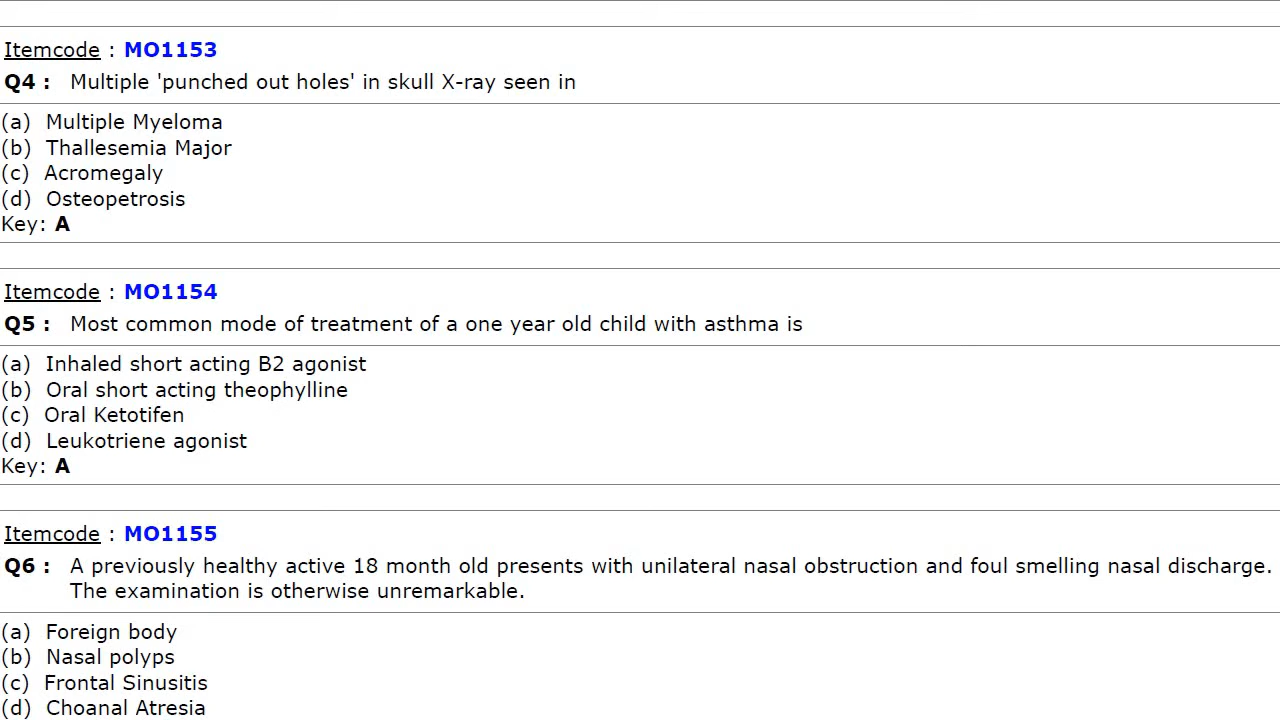 Itemcode : MO1153
Q4 : Multiple 'punched out holes' in skull X-ray seen in
(a) Multiple Myeloma
(b) Thallesemia Major
(c) Acromegaly
(d) Osteopetrosis
Key: A
Itemcode : MO1154
Q5 : Most common mode of treatment of a one year old child with asthma is
(a) Inhaled short acting B2 agonist
(b) Oral short acting theophylline
(c) Oral Ketotifen
(d) Leukotriene agonist
Key: A
Itemcode : MO1155
Q6 : A previously healthy active 18 month old presents with unilateral nasal obstruction and foul smelling nasal discharge.
The examination is otherwise unremarkable.
(a) Foreign body
(b) Nasal polyps
(c) Frontal Sinusitis
(d) Choanal Atresia